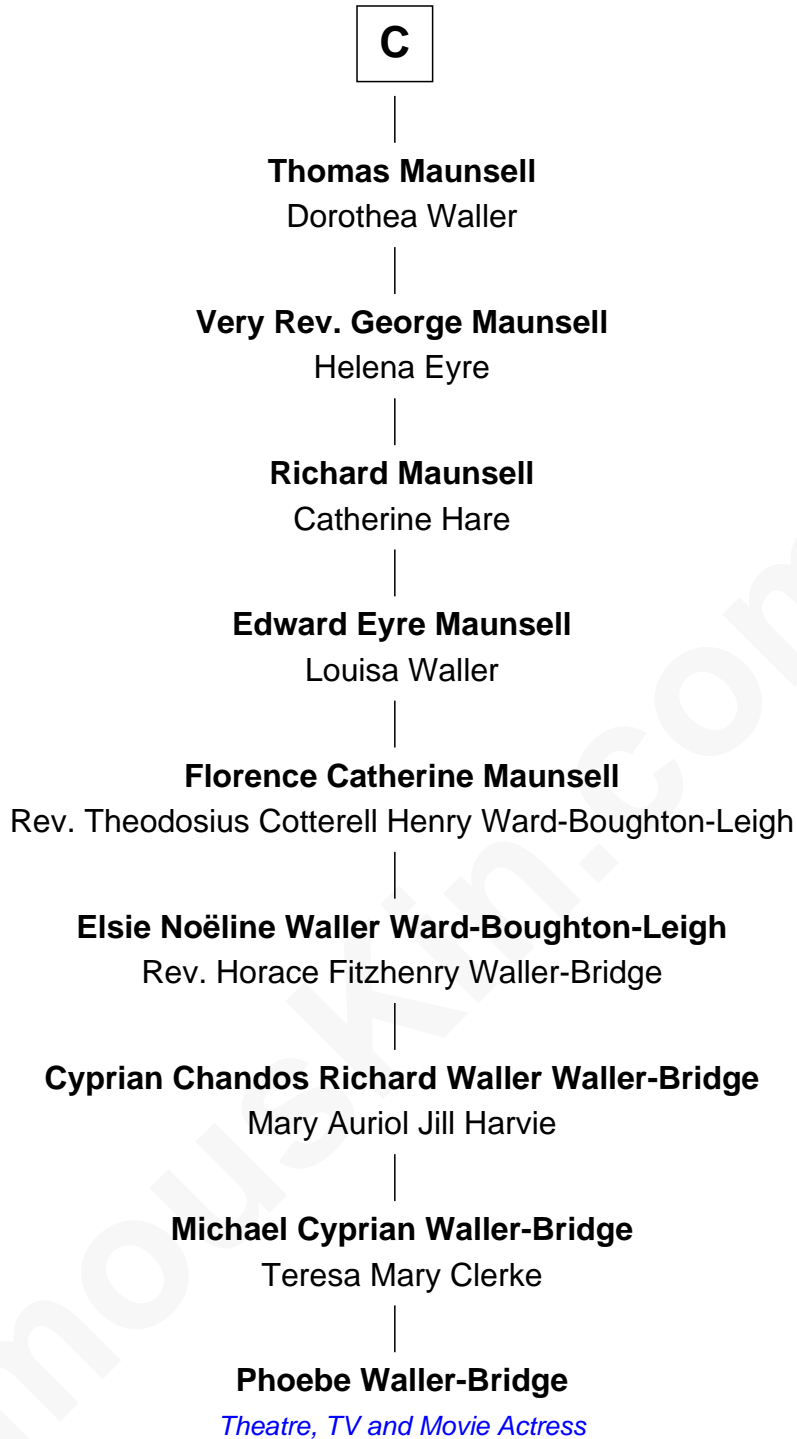 C
Thomas Maunsell
Dorothea Waller
Very Rev. George Maunsell
Helena Eyre
Richard Maunsell
Catherine Hare
Edward Eyre Maunsell
Louisa Waller
Florence Catherine Maunsell
Rev. Theodosius Cotterell Henry Ward-Boughton-Leigh
Elsie Noëline Waller Ward-Boughton-Leigh
Rev. Horace Fitzhenry Waller-Bridge
Cyprian Chandos Richard Waller Waller-Bridge
Mary Auriol Jill Harvie
Michael Cyprian Waller-Bridge
Teresa Mary Clerke
Phoebe Waller-Bridge
Theatre, TV and Movie Actress